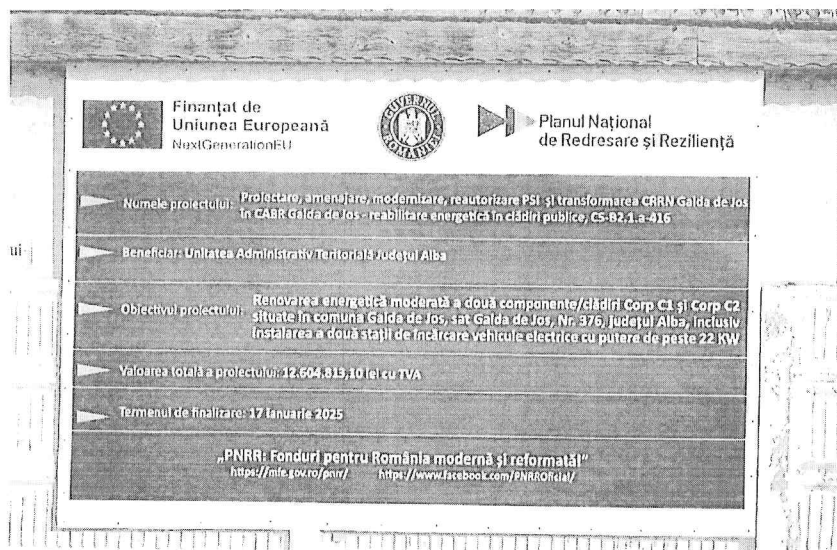 Finanțat de
Uniunea Europeană
NextGenerationEU
GUVERNUL ROMÂNIEI
Planul Național
de Redresare și Reziliență
Numele proiectului: Proiectare, amenajare, modernizare, reautorizare PSI și transformarea CRRN Galda de Jos
în CABR Galda de Jos - reabilitare energetică în clădiri publice, CS-B2.1.a-416
ui
Beneficiar: Unitatea Administrativ Teritorială Județul Alba
Obiectivul proiectului: Renovarea energetică moderată a două componente/clădiri Corp C1 și Corp C2
situate în comuna Galda de Jos, sat Galda de Jos, Nr. 376, județul Alba, inclusiv
instalarea a două stații de încărcare vehicule electrice cu putere de peste 22 KW
Valoarea totală a proiectului: 12.604.813,10 lei cu TVA
Termenul de finalizare: 17 Ianuarie 2025
„PNRR: Fonduri pentru România modernă și reformată!”
https://mfe.gov.ro/pnrr/ https://www.facebook.com/PNRROficial/